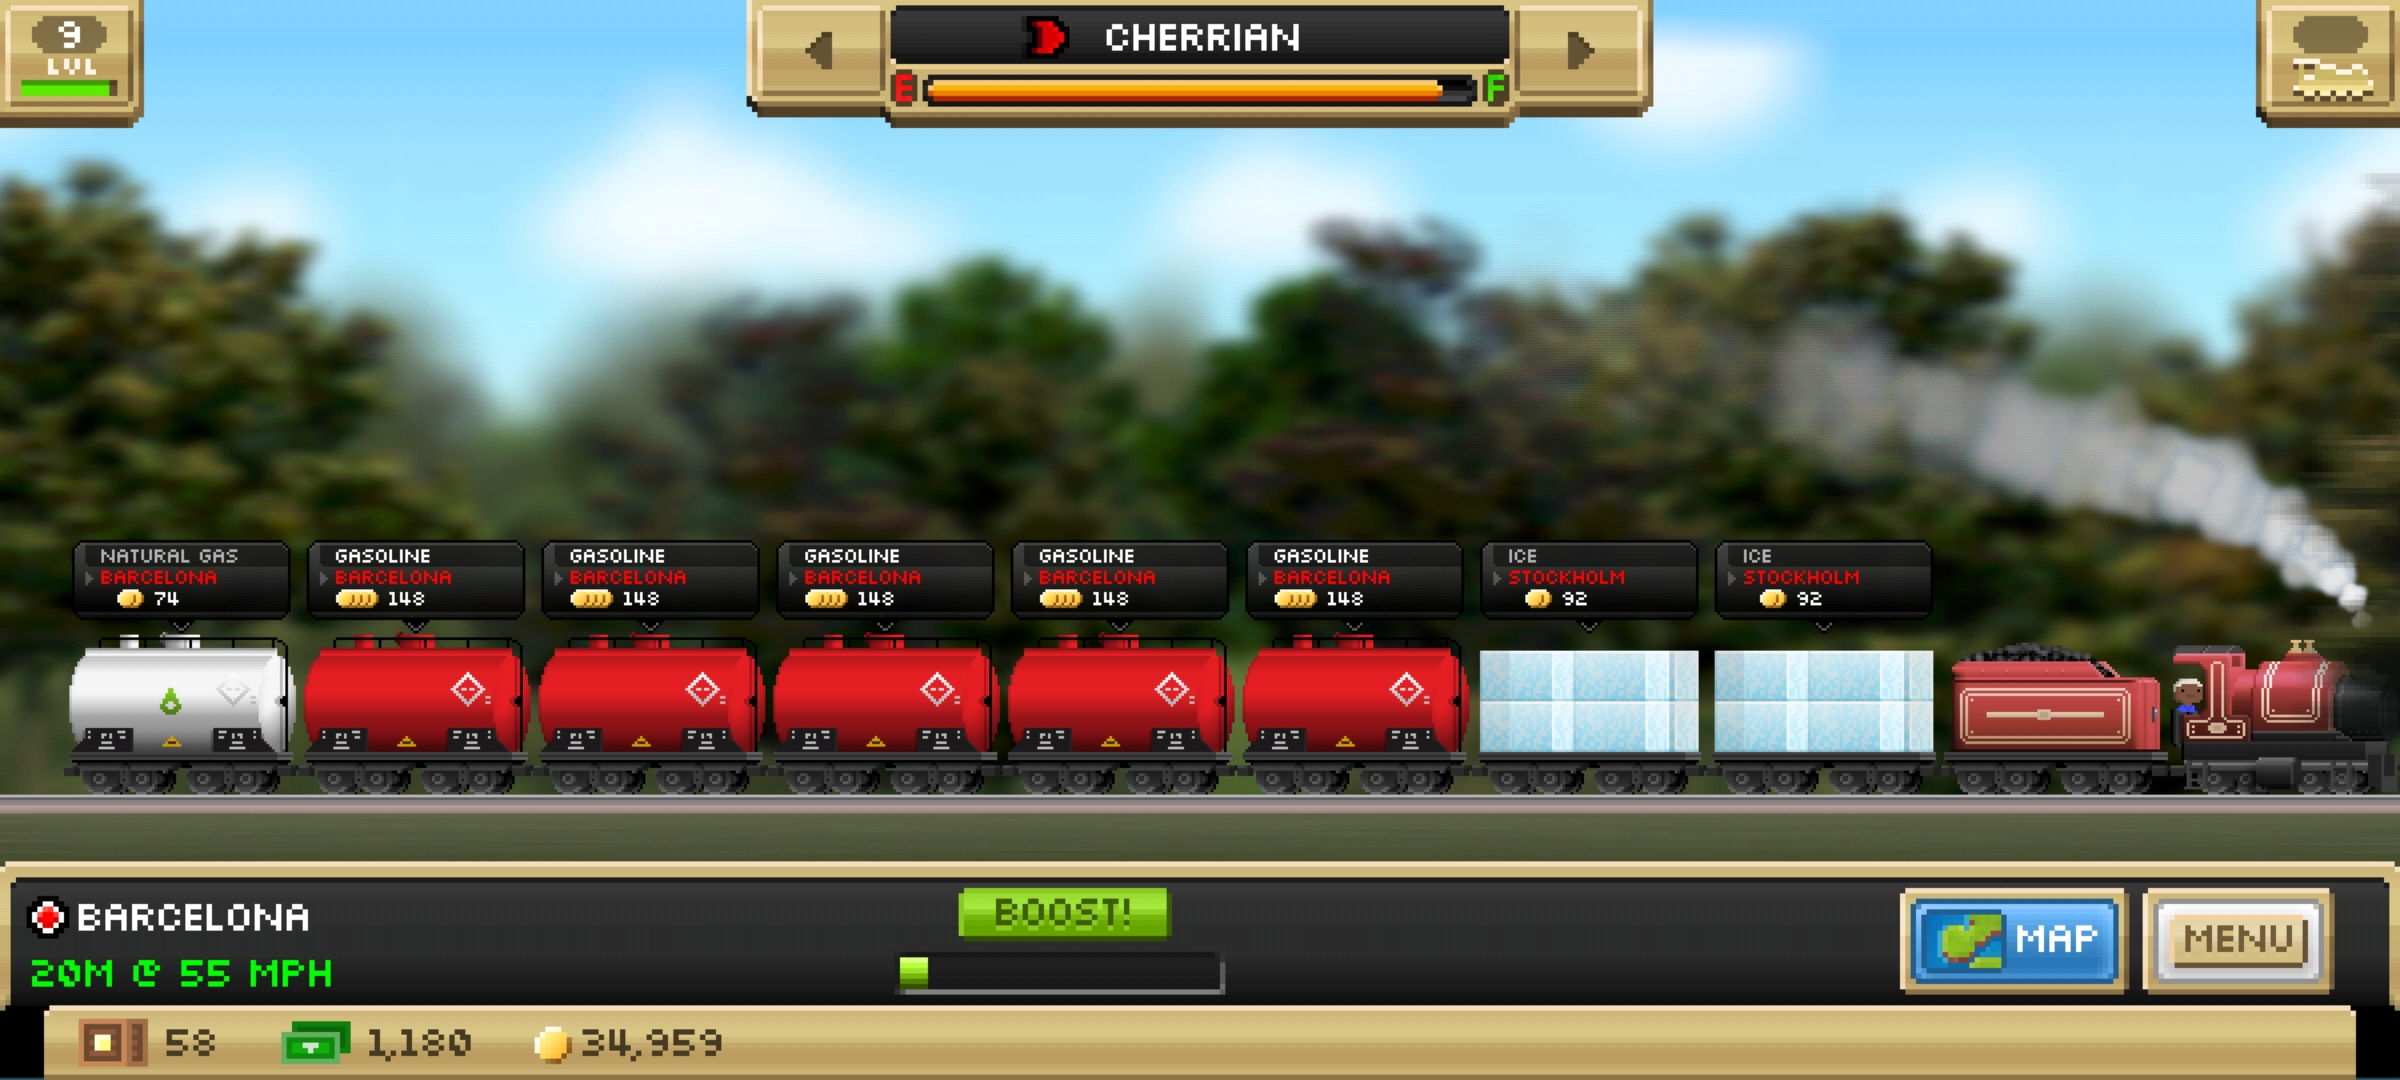 9
LVL
CHERRIAN
E
F
NATURAL GAS
BARCELONA
74
GASOLINE
BARCELONA
148
GASOLINE
BARCELONA
148
GASOLINE
BARCELONA
148
GASOLINE
BARCELONA
148
GASOLINE
BARCELONA
148
ICE
STOCKHOLM
92
ICE
STOCKHOLM
92
BARCELONA
20M @ 55 MPH
BOOST!
MAP
MENU
58
1,180
34,959